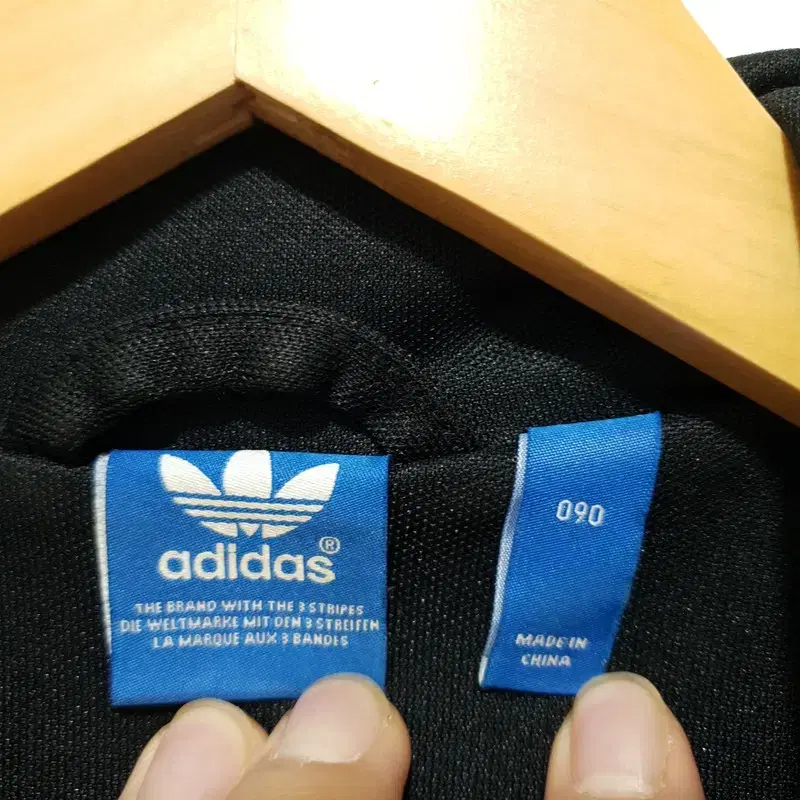 adidas®
THE BRAND WITH THE 3 STRIPES
DIE WELTMARKE MIT DEN 3 STREIFEN
LA MARQUE AUX 3 BANDES
090
MADE IN
CHINA